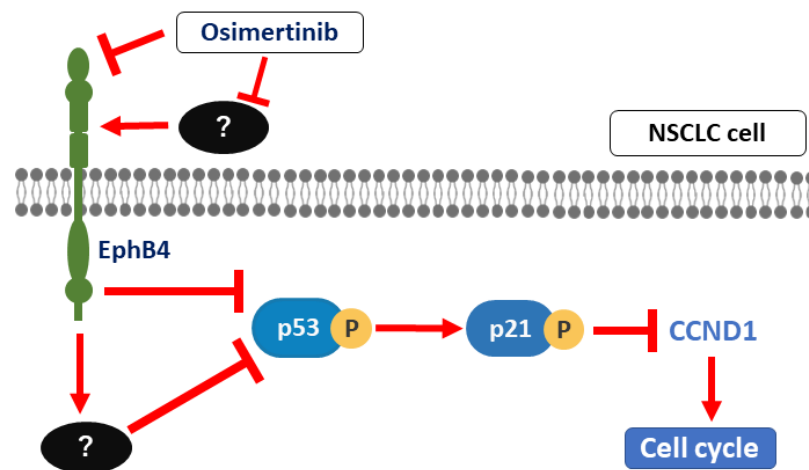 Osimertinib
?
NSCLC cell
EphB4
p53
P
p21
P
CCND1
?
Cell cycle